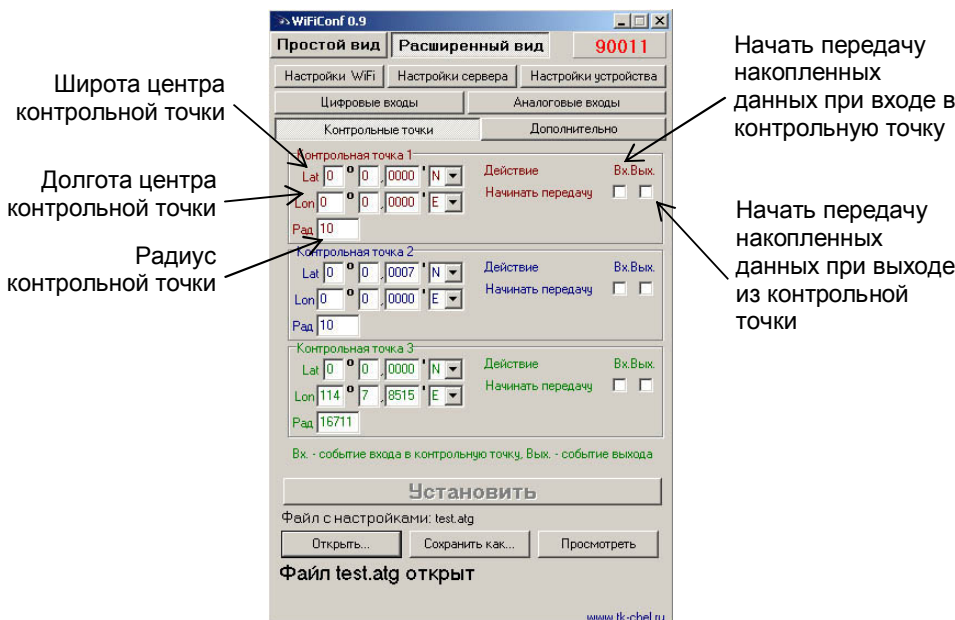 WiFiConf 0.9
Простой вид Расширенный вид 90011
Настройки WiFi Настройки сервера Настройки устройства
Цифровые входы Аналоговые входы
Контрольные точки Дополнительно
Широта центра
контрольной точки
Долгота центра
контрольной точки
Радиус
контрольной точки
Начать передачу
накопленных
данных при входе в
контрольную точку
Начать передачу
накопленных
данных при выходе
из контрольной
точки
Контрольная точка 1
Lat 0 ° 0 ,0000 ' N Действие Вх.Вых.
Lon 0 ° 0 ,0000 ' E Начинать передачу
Рад 10
Контрольная точка 2
Lat 0 ° 0 ,0007 ' N Действие Вх.Вых.
Lon 0 ° 0 ,0000 ' E Начинать передачу
Рад 10
Контрольная точка 3
Lat 0 ° 0 ,0000 ' N Действие Вх.Вых.
Lon 114 ° 7 ,8515 ' E Начинать передачу
Рад 16711
Вх. - событие входа в контрольную точку, Вых. - событие выхода
Установить
Файл с настройками: test.atg
Открыть... Сохранить как... Просмотреть
Файл test.atg открыт
www.tk-chel.ru